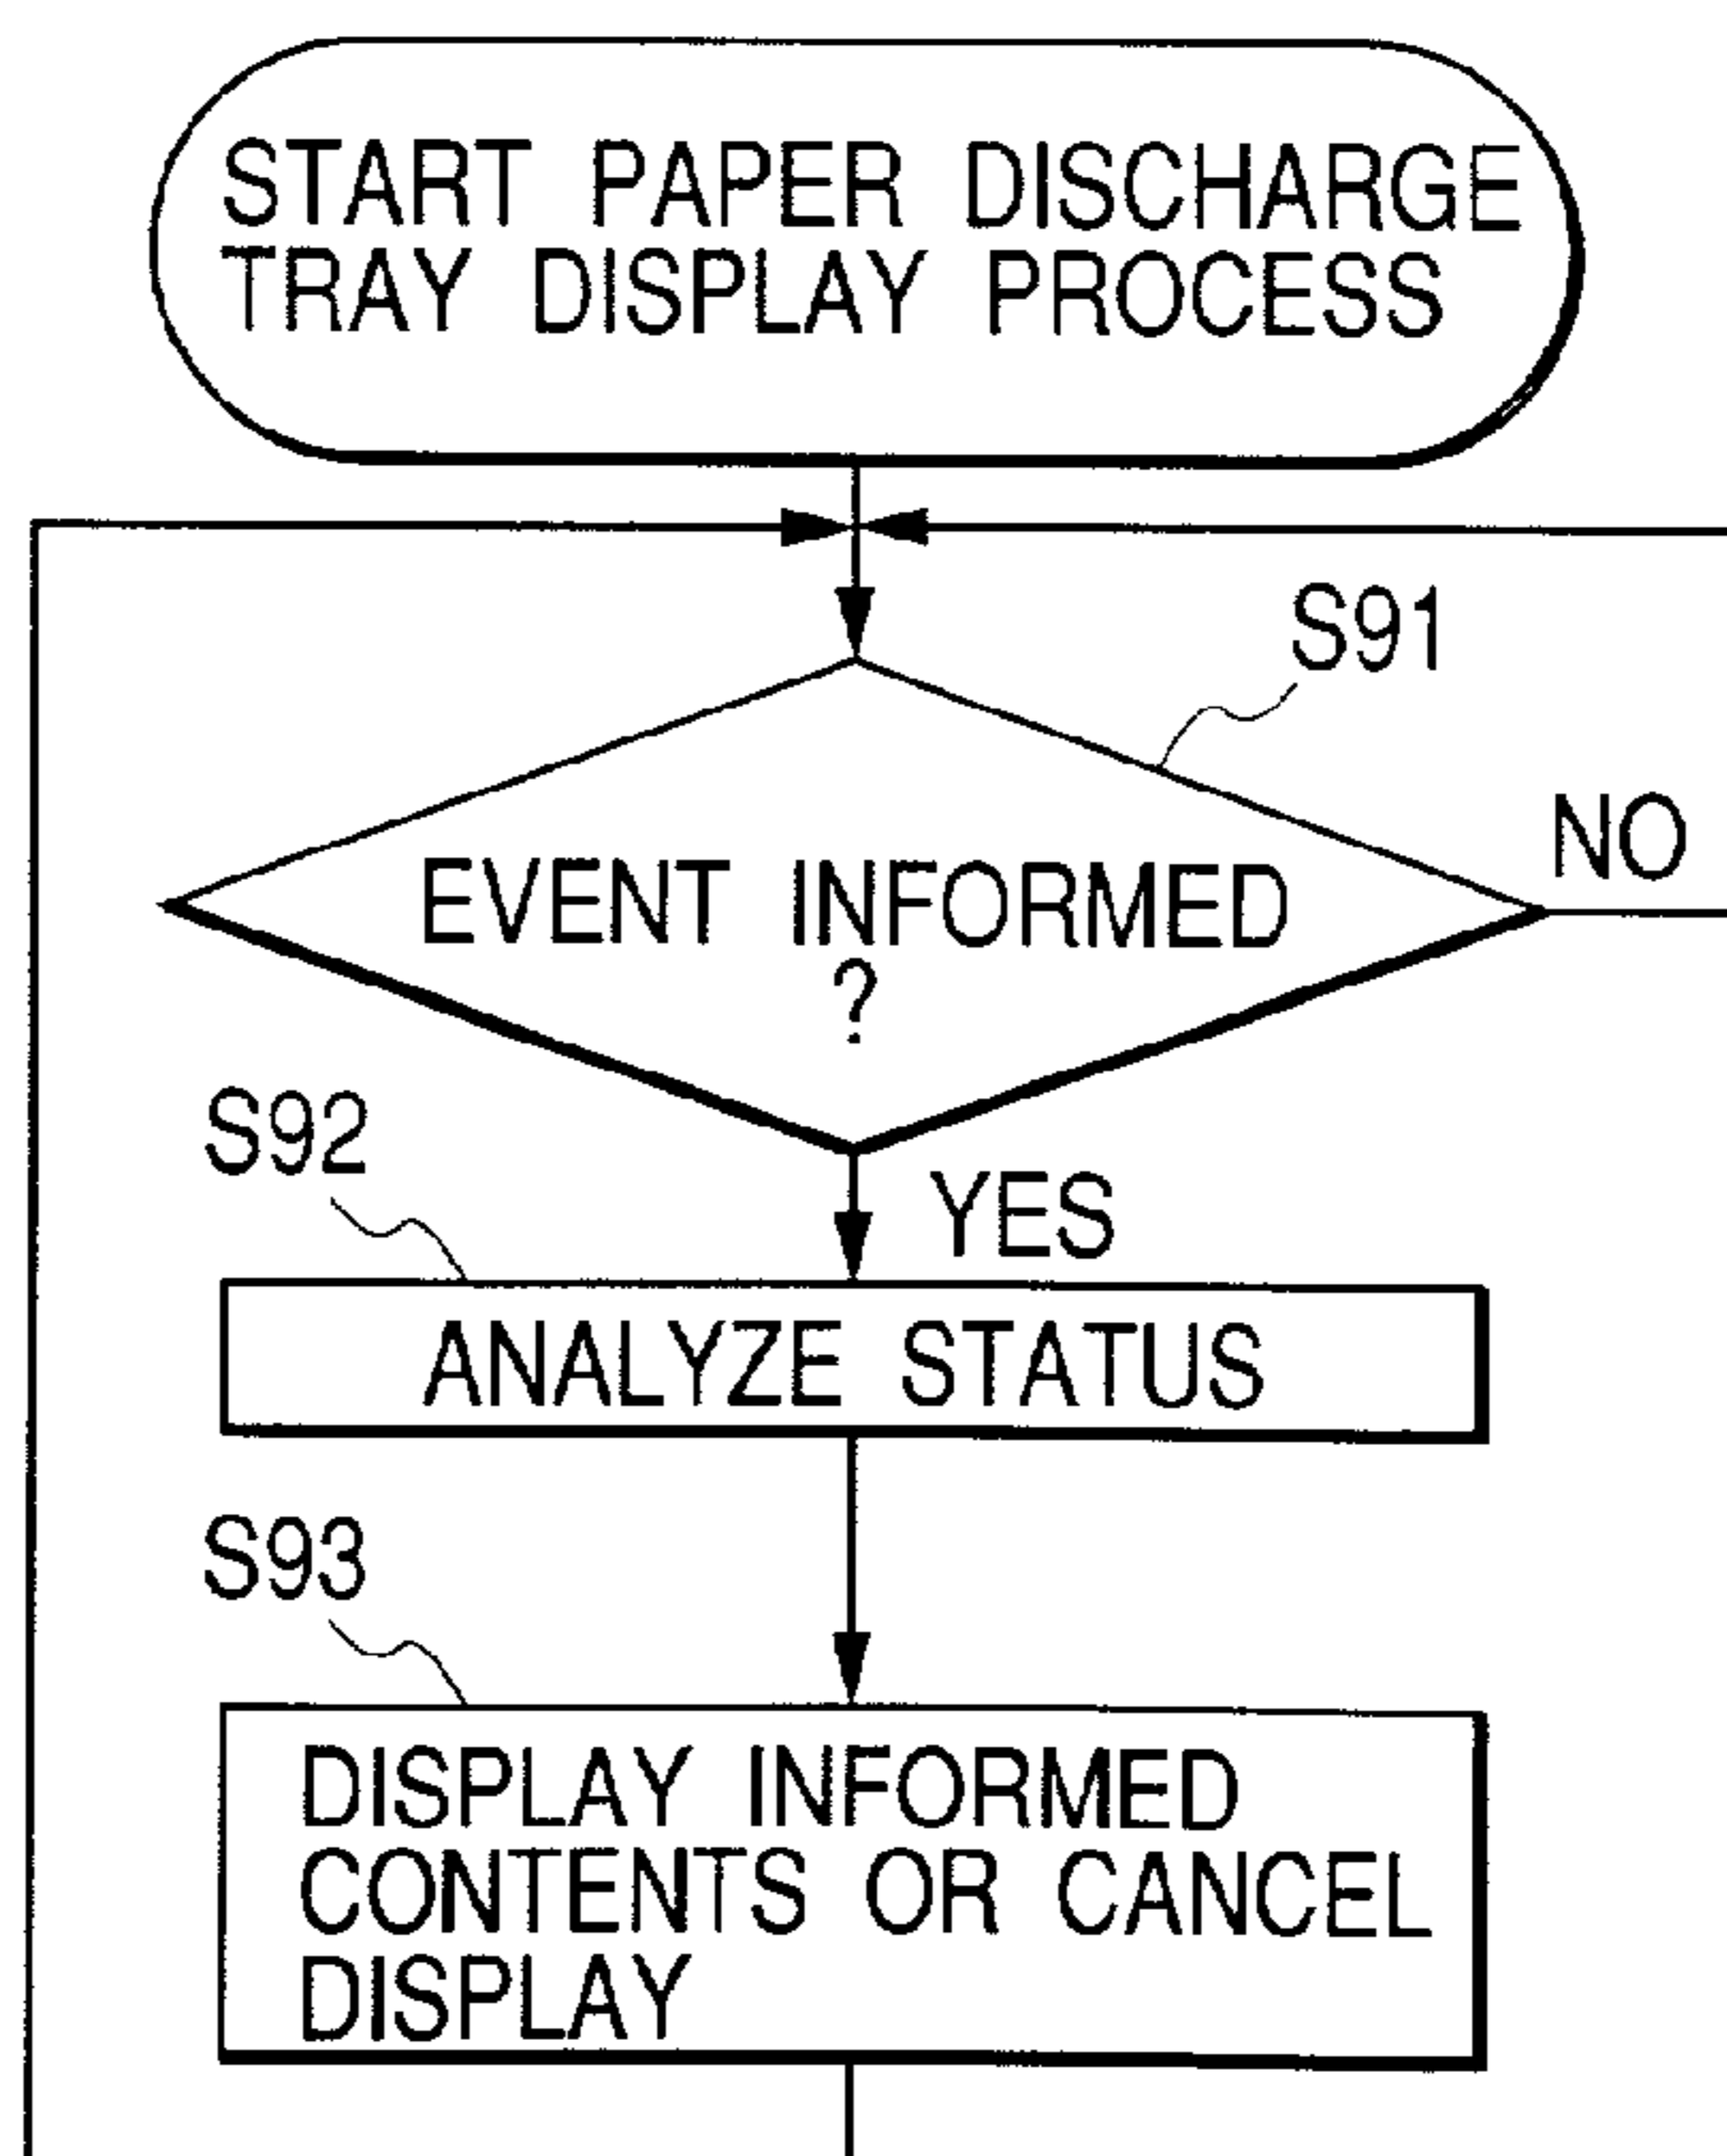 START PAPER DISCHARGE
TRAY DISPLAY PROCESS
S91
NO
EVENT INFORMED
?
S92
YES
ANALYZE STATUS
S93
DISPLAY INFORMED
CONTENTS OR CANCEL
DISPLAY